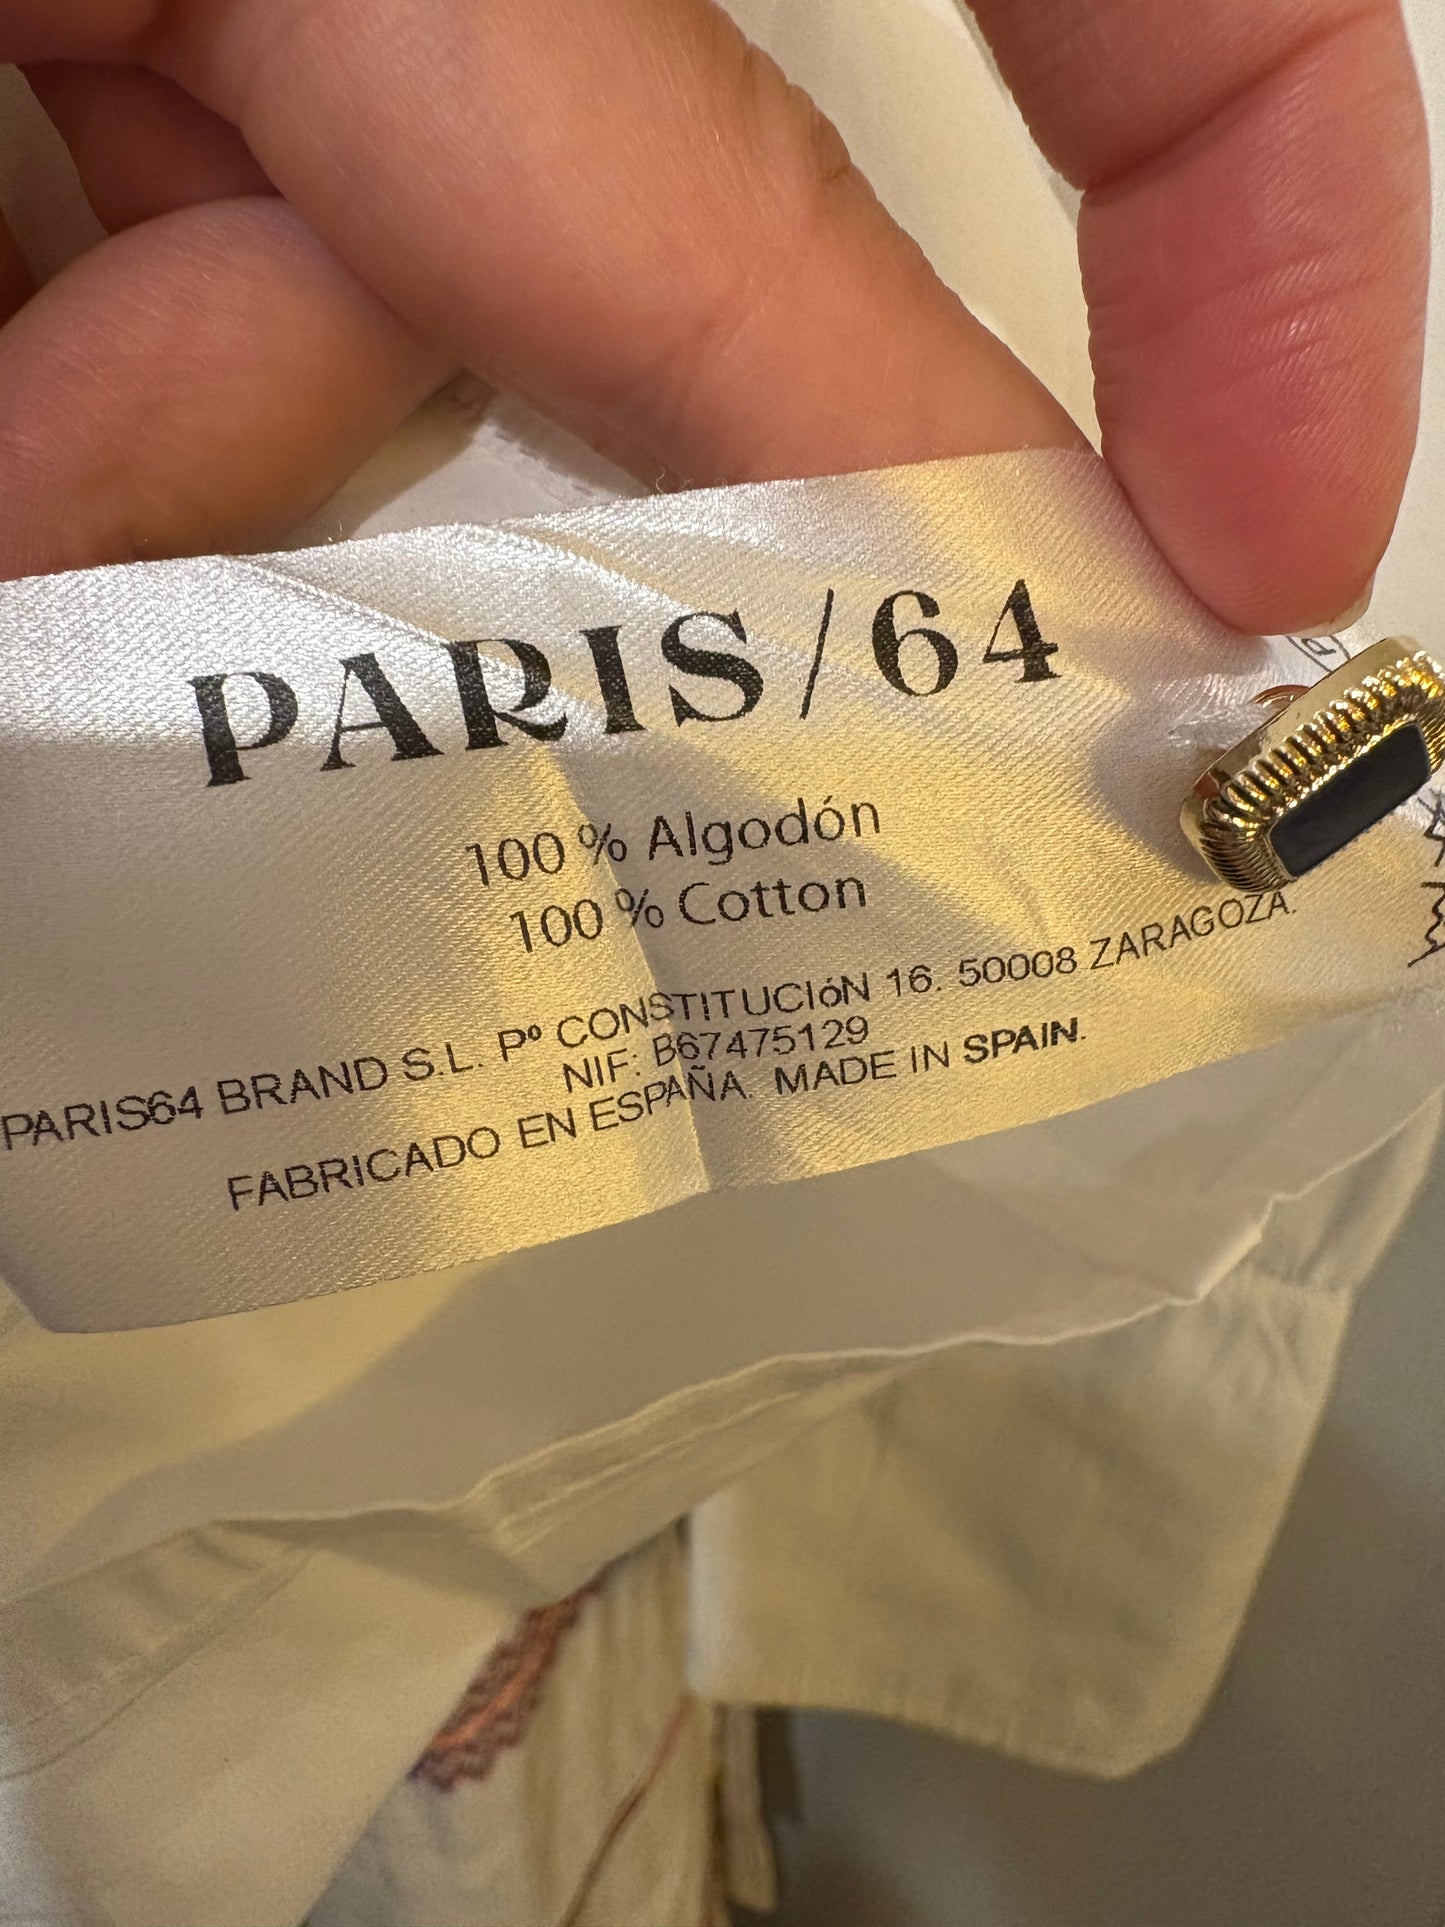 PARIS/64
100 % Algodón
100 % Cotton
PARIS64 BRAND S.L. Pº CONSTITUCIóN 16. 50008 ZARAGOZA.
NIF: B67475129
FABRICADO EN ESPAÑA. MADE IN SPAIN.